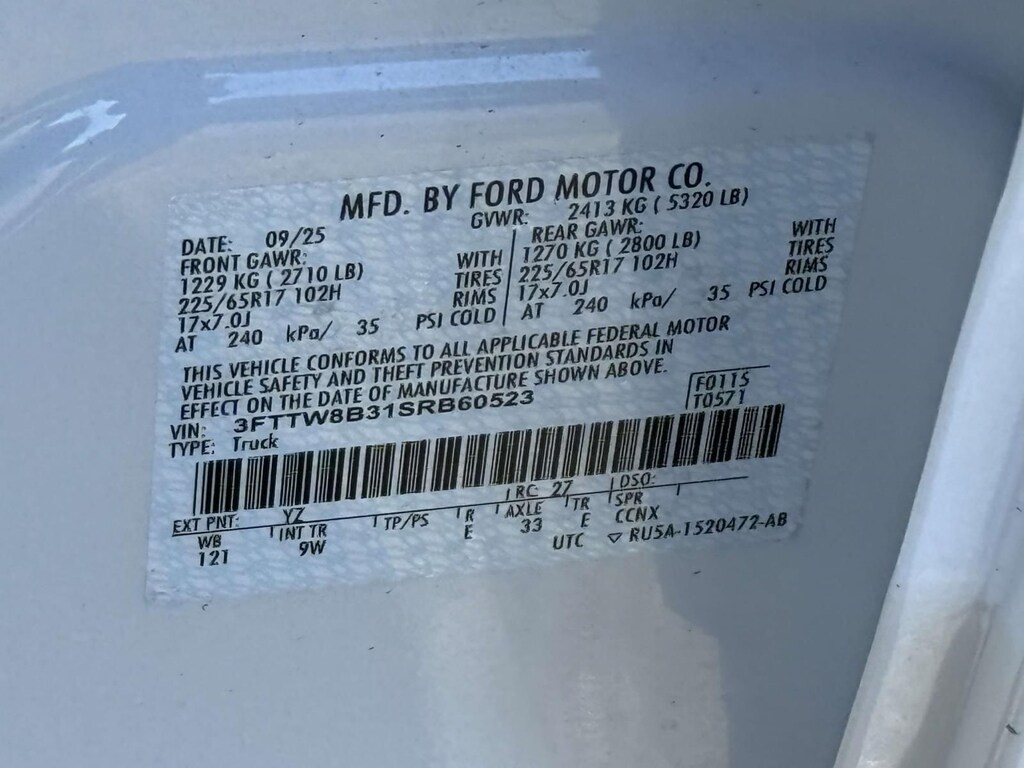 MFD. BY FORD MOTOR CO.
DATE: 09/25 GVWR: 2413 KG ( 5320 LB)
FRONT GAWR: REAR GAWR:
1229 KG ( 2710 LB) WITH 1270 KG ( 2800 LB) WITH
225/65R17 102H TIRES 225/65R17 102H TIRES
17x7.0J RIMS 17x7.0J RIMS
AT 240 kPa/ 35 PSI COLD AT 240 kPa/ 35 PSI COLD
THIS VEHICLE CONFORMS TO ALL APPLICABLE FEDERAL MOTOR
VEHICLE SAFETY AND THEFT PREVENTION STANDARDS IN
EFFECT ON THE DATE OF MANUFACTURE SHOWN ABOVE.
VIN: 3FTTW8B31SRB60523 F0115
TYPE: Truck T0571
EXT PNT: YZ RC: 27 DSO:
WB INT TR TP/PS R AXLE TR SPR
121 9W E 33 E CCNX
UTC ▽ RU5A-1520472-AB